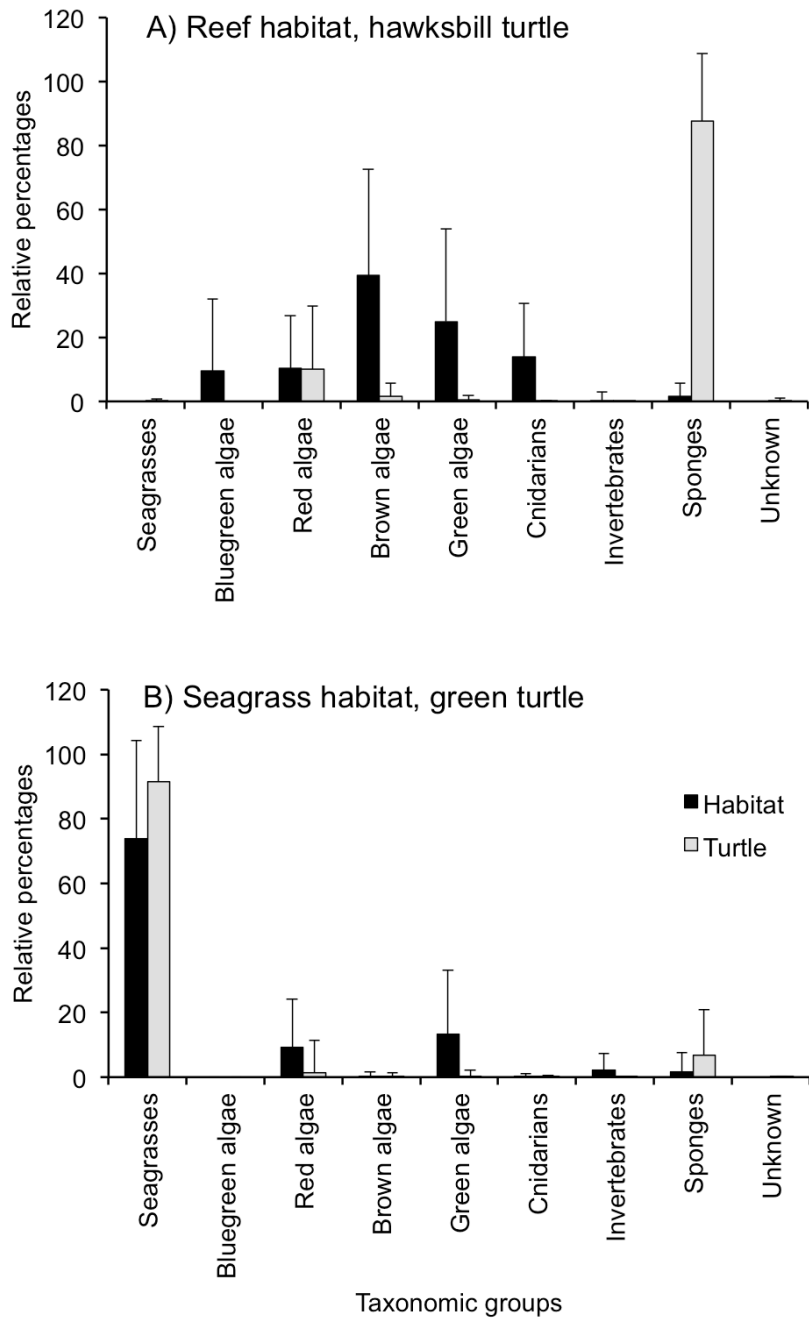 A) Reef habitat, hawksbill turtle
Relative percentages
120
100
80
60
40
20
0
Seagrasses
Bluegreen algae
Red algae
Brown algae
Green algae
Cnidarians
Invertebrates
Sponges
Unknown
B) Seagrass habitat, green turtle
Relative percentages
120
100
80
60
40
20
0
Habitat
Turtle
Seagrasses
Bluegreen algae
Red algae
Brown algae
Green algae
Cnidarians
Invertebrates
Sponges
Unknown
Taxonomic groups